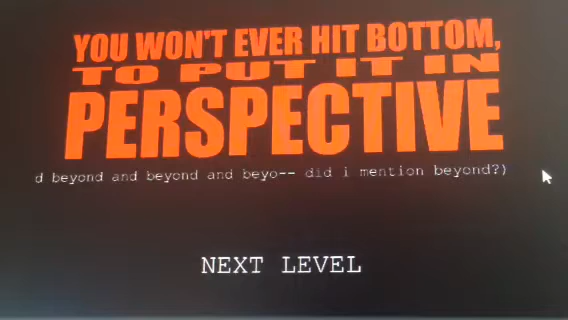 YOU WON'T EVER HIT BOTTOM,
TO PUT IT IN
PERSPECTIVE
d beyond and beyond and beyo-- did i mention beyond?)
NEXT LEVEL